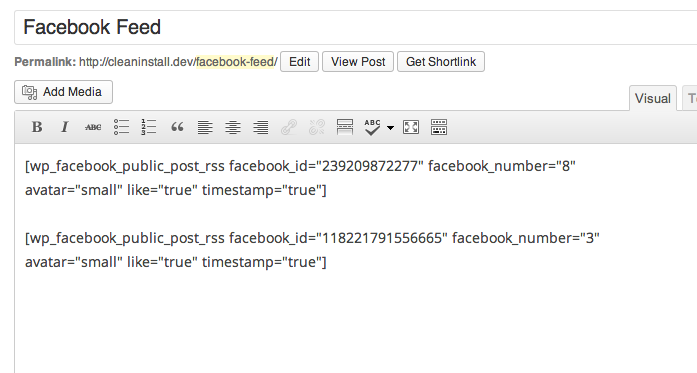 Facebook Feed
Permalink: http://cleaninstall.dev/facebook-feed/ Edit View Post Get Shortlink
Add Media
Visual
B I ABC ABC
[wp_facebook_public_post_rss facebook_id="239209872277" facebook_number="8"
avatar="small" like="true" timestamp="true"]
[wp_facebook_public_post_rss facebook_id="118221791556665" facebook_number="3"
avatar="small" like="true" timestamp="true"]